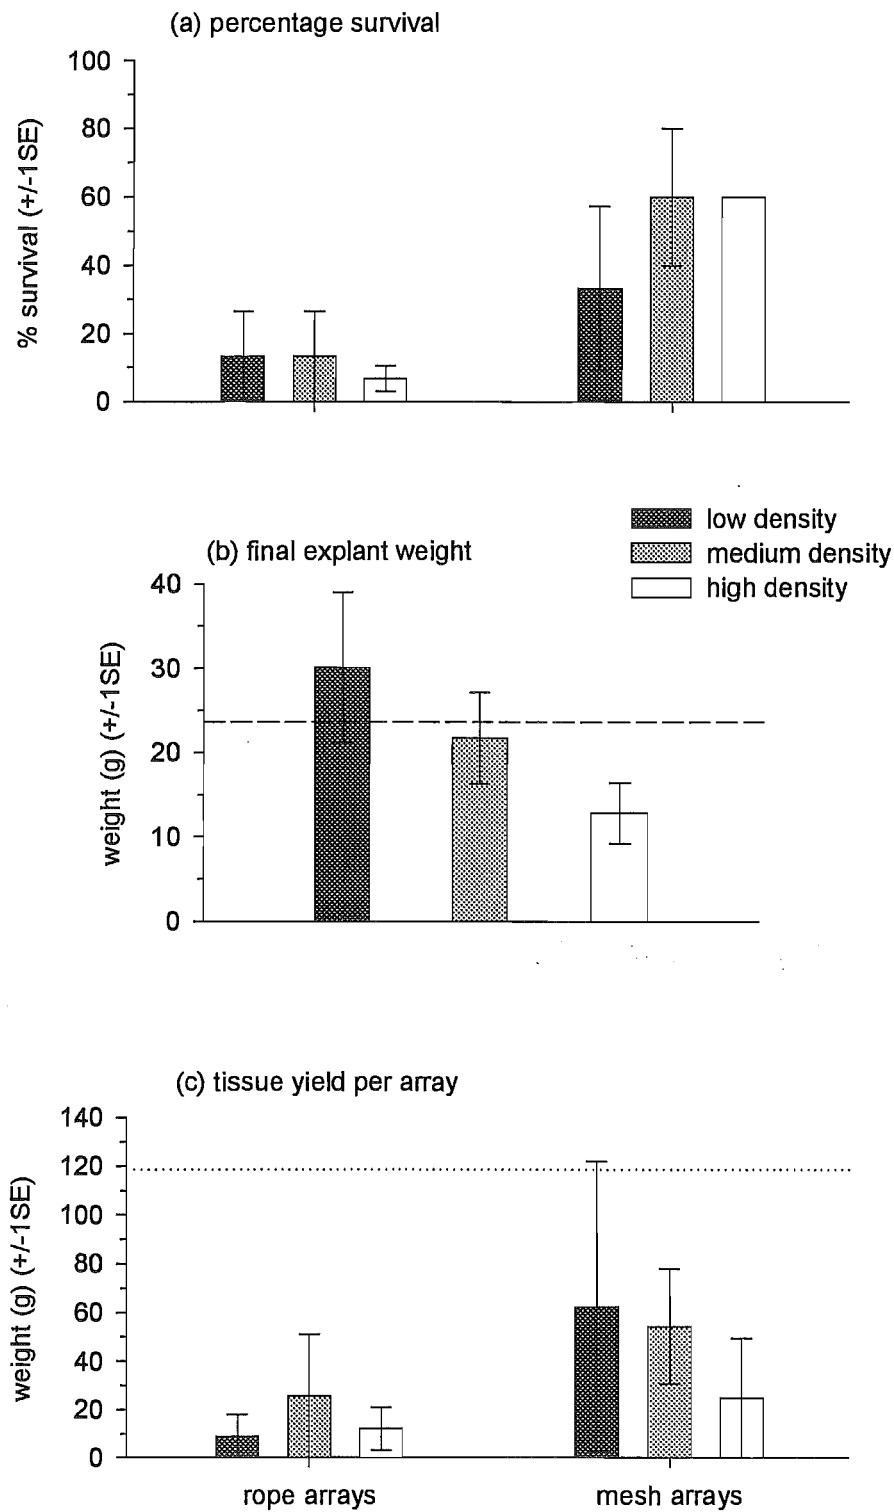 (a) percentage survival
100
80
60
40
20
0
% survival (+/-1SE)
low density
medium density
high density
(b) final explant weight
40
30
20
10
0
weight (g) (+/-1SE)
(c) tissue yield per array
140
120
100
80
60
40
20
0
weight (g) (+/-1SE)
rope arrays
mesh arrays